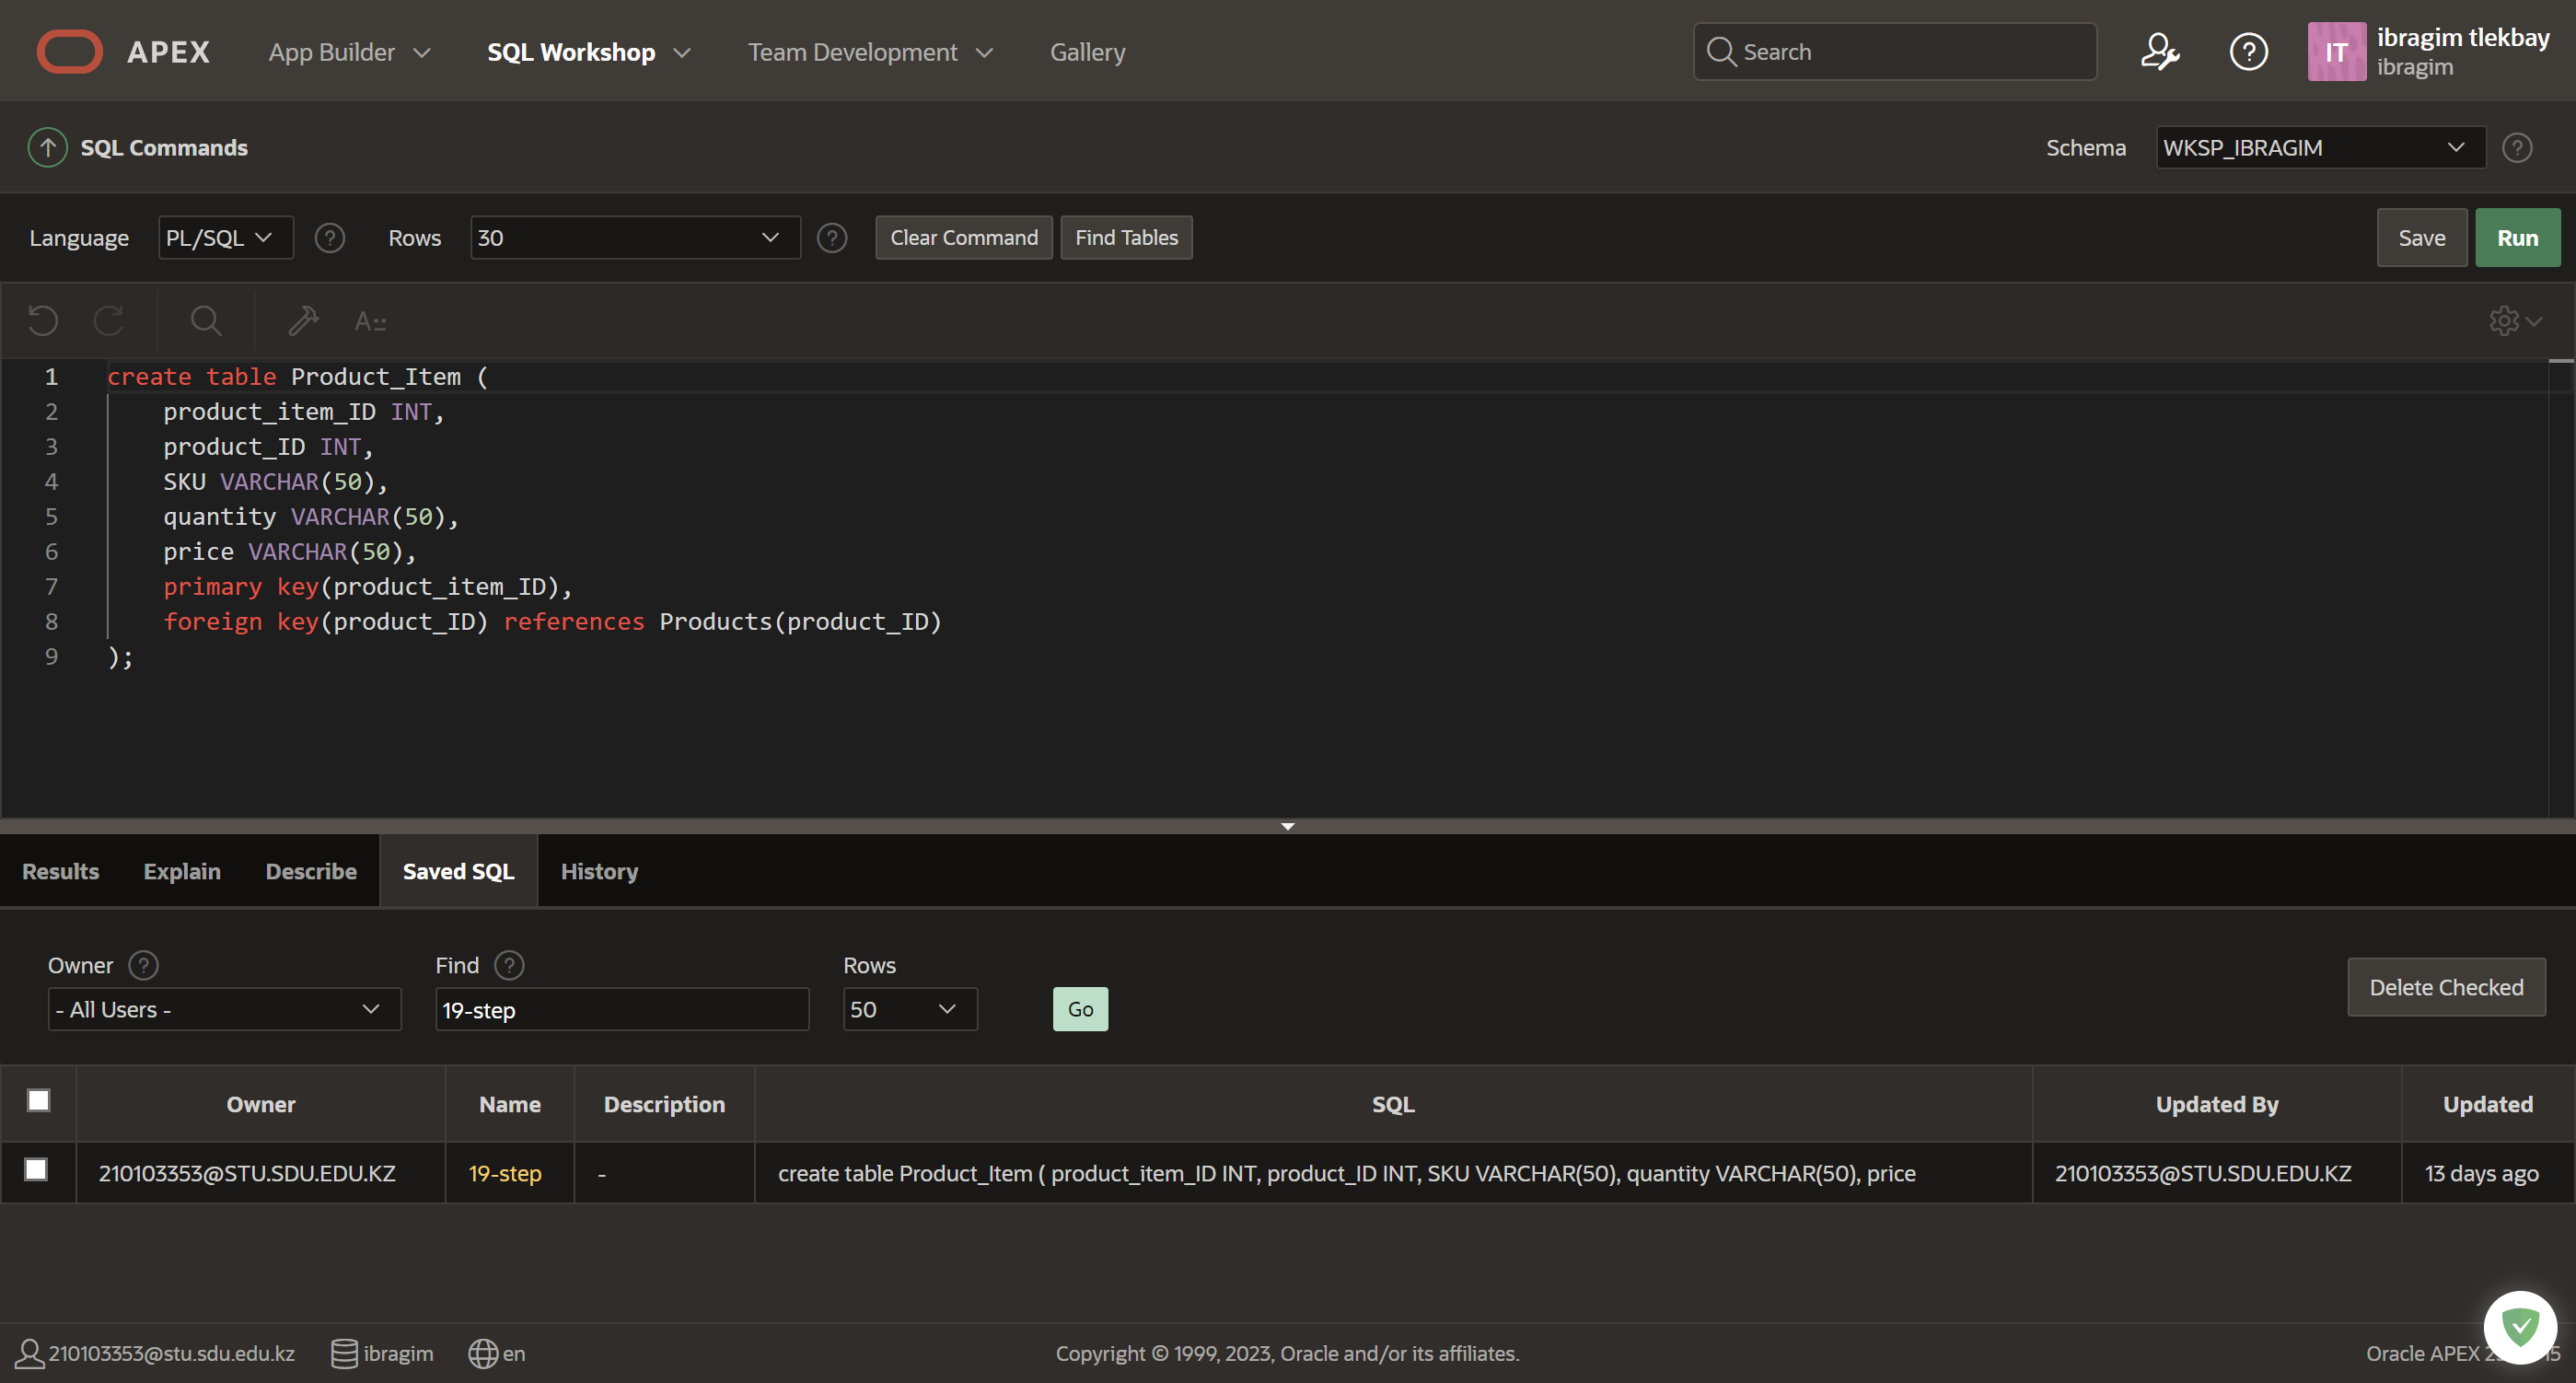 APEX App Builder SQL Workshop Team Development Gallery Search IT ibragim tlekbay
ibragim
SQL Commands Schema WKSP_IBRAGIM
Language PL/SQL Rows 30 Clear Command Find Tables Save Run
1 create table Product_Item (
2 product_item_ID INT,
3 product_ID INT,
4 SKU VARCHAR(50),
5 quantity VARCHAR(50),
6 price VARCHAR(50),
7 primary key(product_item_ID),
8 foreign key(product_ID) references Products(product_ID)
9 );
Results Explain Describe Saved SQL History
Owner Find Rows
- All Users - 19-step 50 Go Delete Checked
Owner Name Description SQL Updated By Updated
210103353@STU.SDU.EDU.KZ 19-step - create table Product_Item ( product_item_ID INT, product_ID INT, SKU VARCHAR(50), quantity VARCHAR(50), price 210103353@STU.SDU.EDU.KZ 13 days ago
210103353@stu.sdu.edu.kz ibragim en Copyright © 1999, 2023, Oracle and/or its affiliates. Oracle APEX